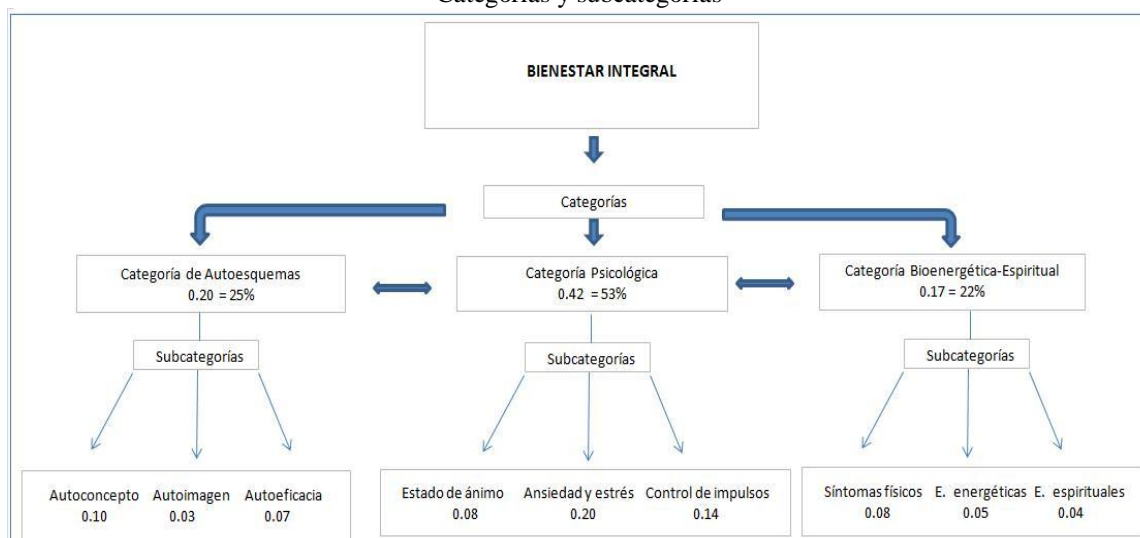 Categorías y subcategorías
BIENESTAR INTEGRAL
Categorías
Categoría de Autoesquemas
0.20 = 25%
Categoría Psicológica
0.42 = 53%
Categoría Bioenergética-Espiritual
0.17 = 22%
Subcategorías
Subcategorías
Subcategorías
Autoconcepto Autoimagen Autoeficacia
0.10 0.03 0.07
Estado de ánimo Ansiedad y estrés Control de impulsos
0.08 0.20 0.14
Síntomas físicos E. energéticas E. espirituales
0.08 0.05 0.04